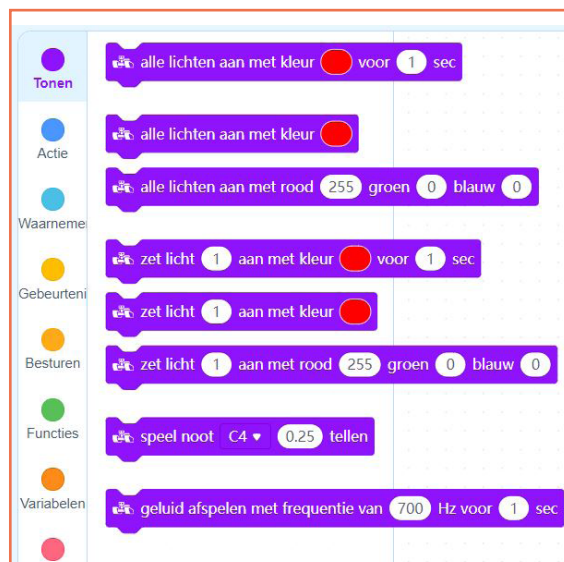 Tonen
Actie
Waarneme
Gebeurteni
Besturen
Functies
Variabelen
alle lichten aan met kleur voor 1 sec
alle lichten aan met kleur
alle lichten aan met rood 255 groen 0 blauw 0
zet licht 1 aan met kleur voor 1 sec
zet licht 1 aan met kleur
zet licht 1 aan met rood 255 groen 0 blauw 0
speel noot C4 0.25 tellen
geluid afspelen met frequentie van 700 Hz voor 1 sec